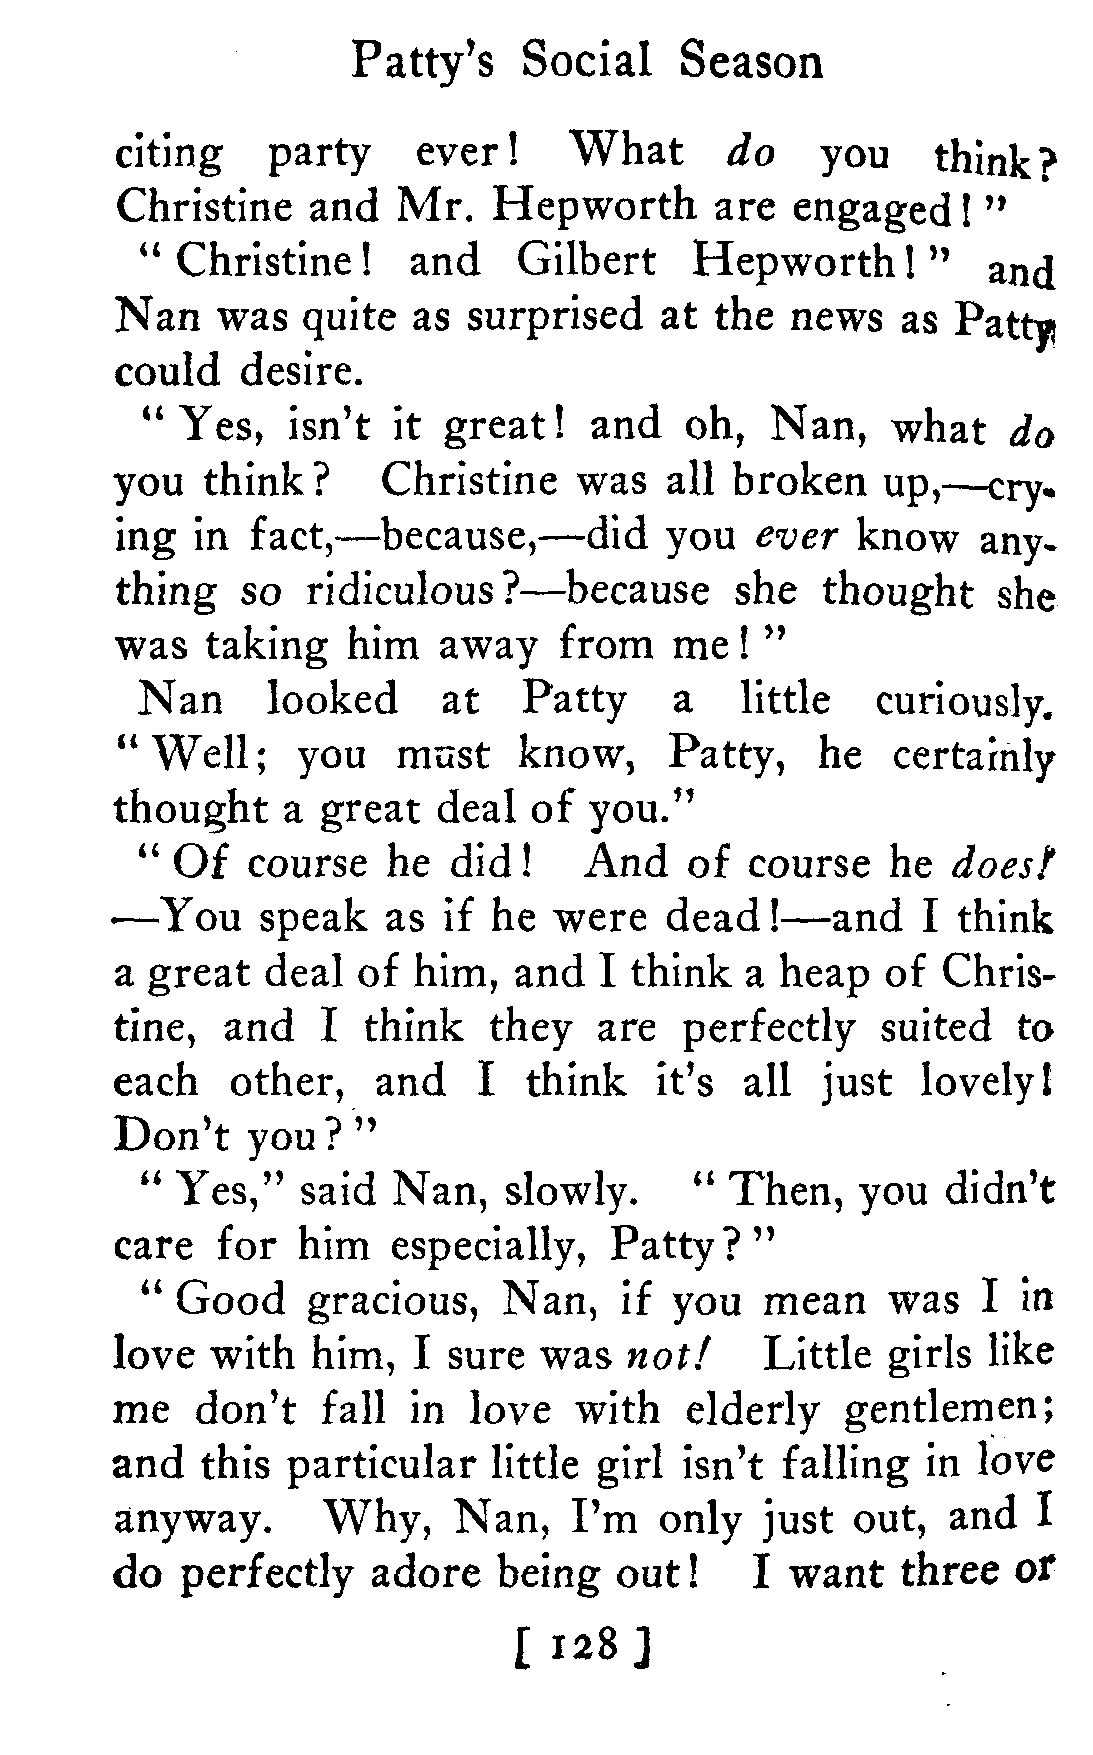 Patty's Social Season
citing party ever! What do you think?
Christine and Mr. Hepworth are engaged!"
"Christine! and Gilbert Hepworth!" and
Nan was quite as surprised at the news as Patty
could desire.
"Yes, isn't it great! and oh, Nan, what do
you think? Christine was all broken up,—cry-
ing in fact,—because,—did you ever know any-
thing so ridiculous?—because she thought she
was taking him away from me!"
Nan looked at Patty a little curiously.
"Well; you must know, Patty, he certainly
thought a great deal of you."
"Of course he did! And of course he does!
—You speak as if he were dead!—and I think
a great deal of him, and I think a heap of Chris-
tine, and I think they are perfectly suited to
each other, and I think it's all just lovely!
Don't you?"
"Yes," said Nan, slowly. "Then, you didn't
care for him especially, Patty?"
"Good gracious, Nan, if you mean was I in
love with him, I sure was not! Little girls like
me don't fall in love with elderly gentlemen;
and this particular little girl isn't falling in love
anyway. Why, Nan, I'm only just out, and I
do perfectly adore being out! I want three or
[ 128 ]